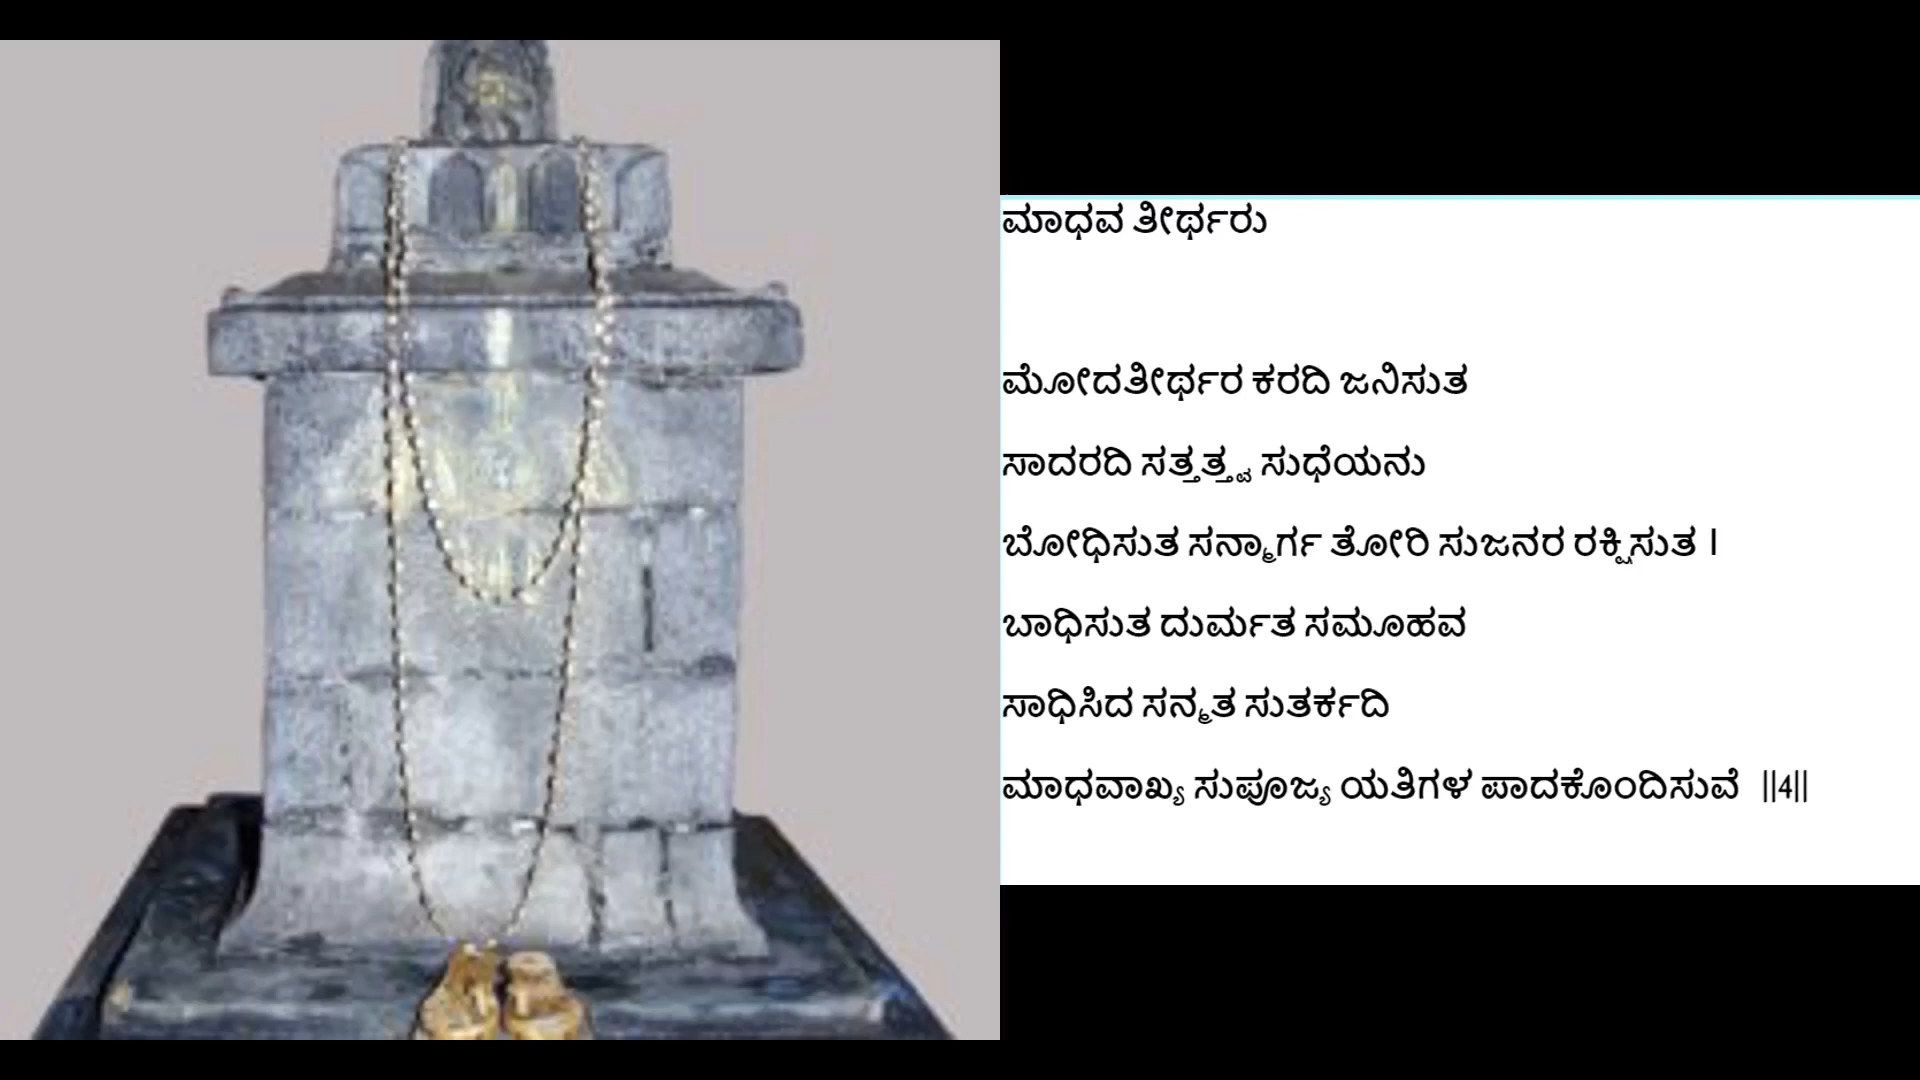 ಮಾಧವ ತೀರ್ಥರು
ಮೋದತೀರ್ಥರ ಕರದಿ ಜನಿಸುತ
ಸಾದರದಿ ಸತ್ತತ್ತ್ವ ಸುಧೆಯನು
ಬೋಧಿಸುತ ಸನ್ಮಾರ್ಗ ತೋರಿ ಸುಜನರ ರಕ್ಷಿಸುತ ।
ಬಾಧಿಸುತ ದುರ್ಮತ ಸಮೂಹವ
ಸಾಧಿಸಿದ ಸನ್ಮತ ಸುತರ್ಕದಿ
ಮಾಧವಾಖ್ಯ ಸುಪೂಜ್ಯ ಯತಿಗಳ ಪಾದಕೊಂದಿಸುವೆ ||4||